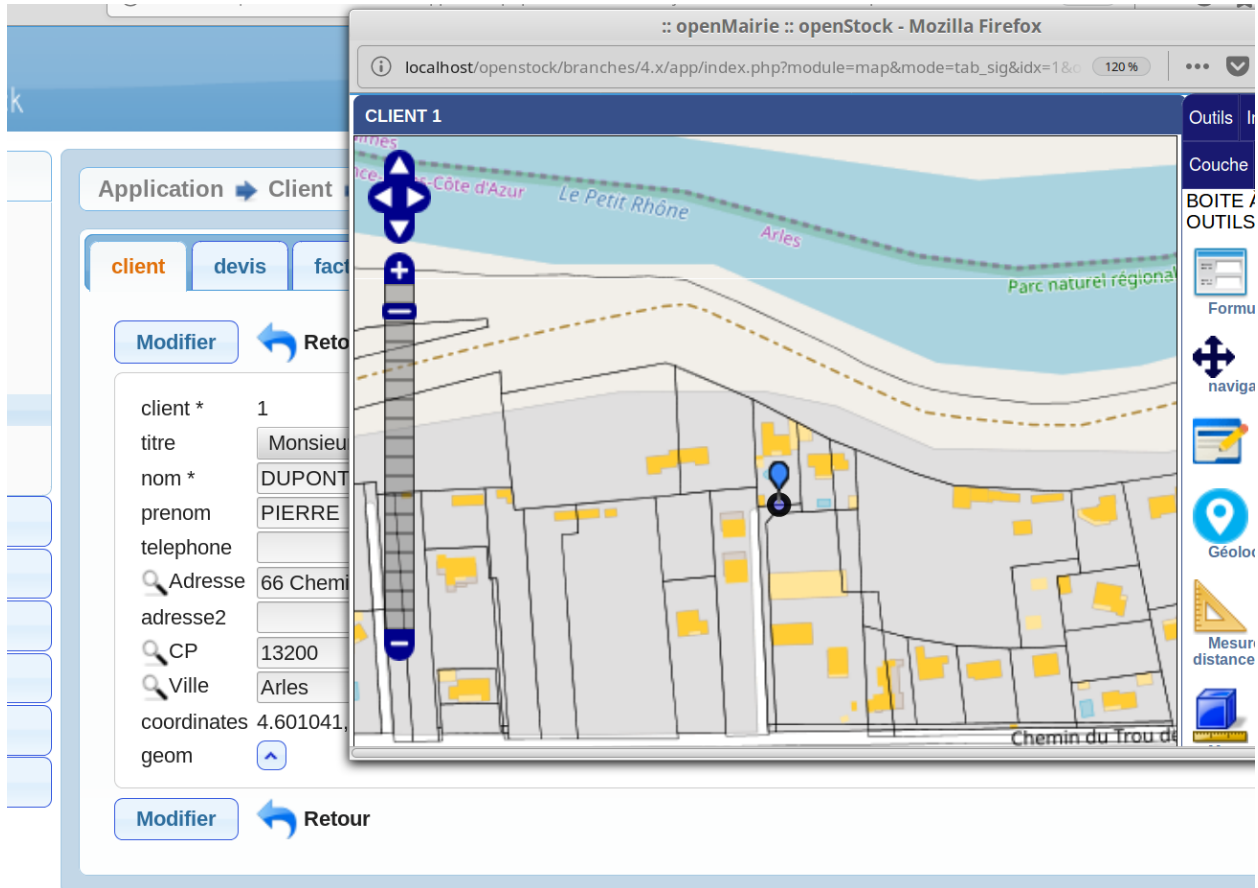 :: openMairie :: openStock - Mozilla Firefox
localhost/openstock/branches/4.x/app/index.php?module=map&mode=tab_sig&idx=1&
120 %
k
CLIENT 1
Outils
Couche
BOITE À
OUTILS
Formu
naviga
Géoloc
Mesure
distance
-Côte d'Azur
Le Petit Rhône
Arles
Parc naturel régional
Chemin du Trou de
Application
Client
client
devis
fact
Modifier
Reto
client * 1
titre Monsieu
nom * DUPONT
prenom PIERRE
telephone
Adresse 66 Chemi
adresse2
CP 13200
Ville Arles
coordinates 4.601041,
geom
Modifier
Retour